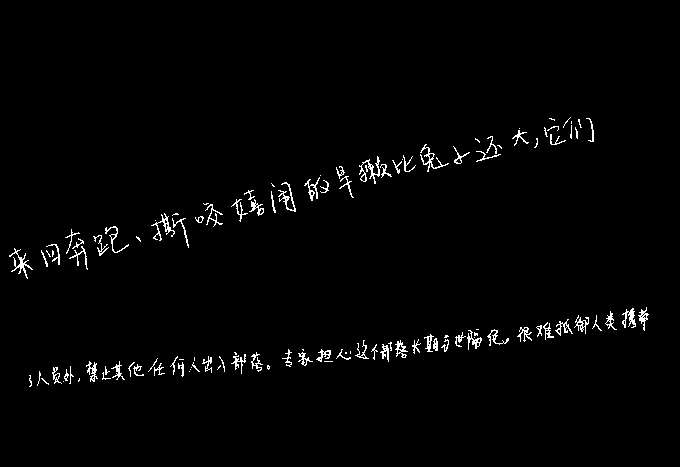 来回奔跑、撕咬嬉闹的旱獭比兔子还大,它们
了人员外,禁止其他任何人出入部落。专家担心这个部落长期与世隔绝。很难抵御人类携带